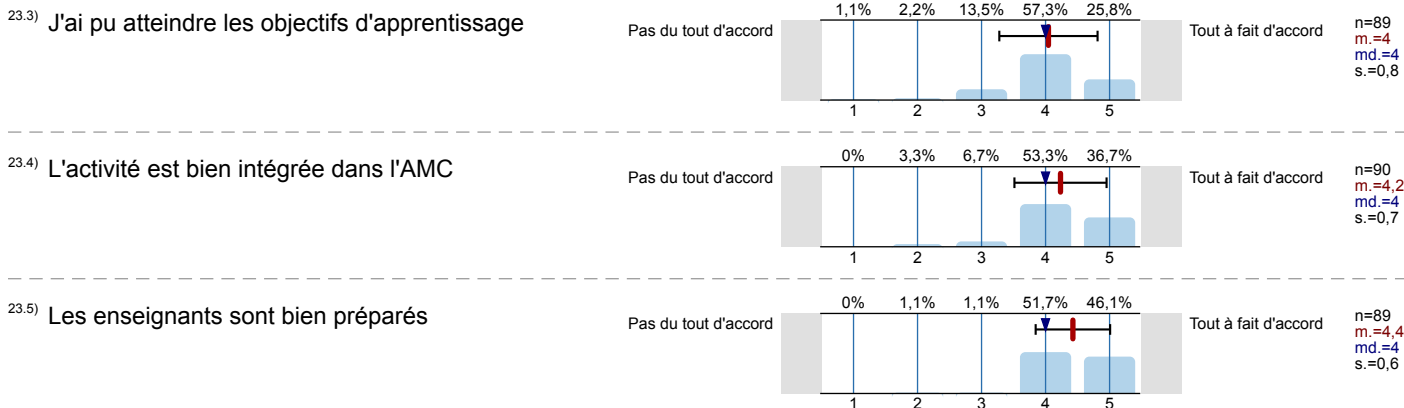 23.3) J'ai pu atteindre les objectifs d'apprentissage
1,1% 2,2% 13,5% 57,3% 25,8%
Pas du tout d'accord
Tout à fait d'accord
n=89
m.=4
md.=4
s.=0,8
1 2 3 4 5
23.4) L'activité est bien intégrée dans l'AMC
0% 3,3% 6,7% 53,3% 36,7%
Pas du tout d'accord
Tout à fait d'accord
n=90
m.=4,2
md.=4
s.=0,7
1 2 3 4 5
23.5) Les enseignants sont bien préparés
0% 1,1% 1,1% 51,7% 46,1%
Pas du tout d'accord
Tout à fait d'accord
n=89
m.=4,4
md.=4
s.=0,6
1 2 3 4 5